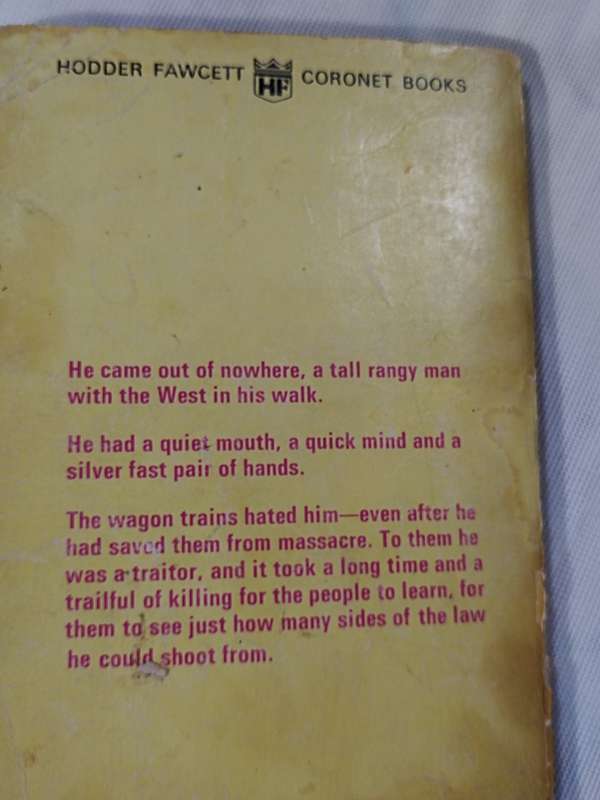 HODDER FAWCETT HF CORONET BOOKS
He came out of nowhere, a tall rangy man
with the West in his walk.
He had a quiet mouth, a quick mind and a
silver fast pair of hands.
The wagon trains hated him—even after he
had saved them from massacre. To them he
was a traitor, and it took a long time and a
trailful of killing for the people to learn, for
them to see just how many sides of the law
he could shoot from.